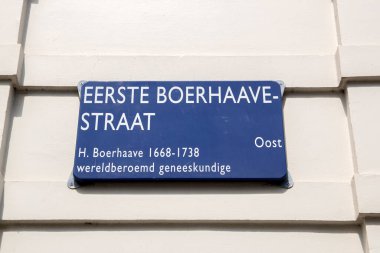 EERSTE BOERHAAVE-
STRAAT
Oost
H. Boerhaave 1668-1738
wereldberoemd geneeskundige